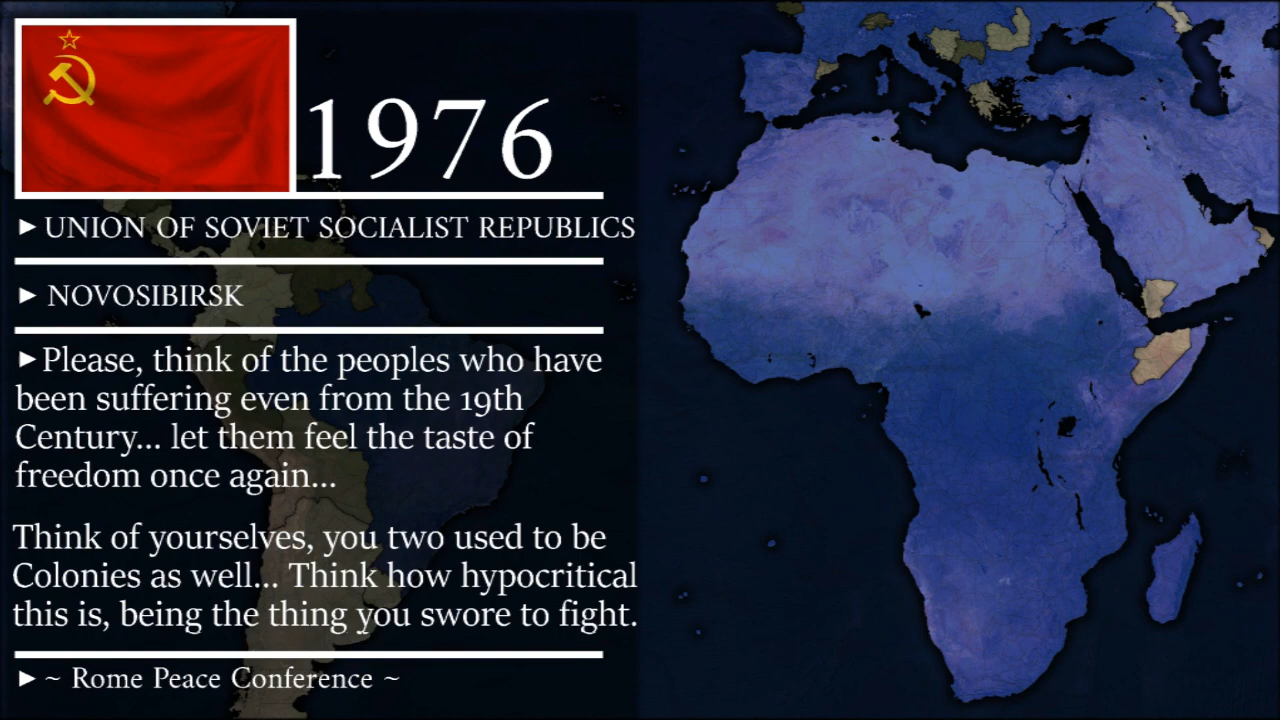 1976
►UNION OF SOVIET SOCIALIST REPUBLICS
► NOVOSIBIRSK
►Please, think of the peoples who have
been suffering even from the 19th
Century... let them feel the taste of
freedom once again...
Think of yourselves, you two used to be
Colonies as well... Think how hypocritical
this is, being the thing you swore to fight.
►~ Rome Peace Conference ~